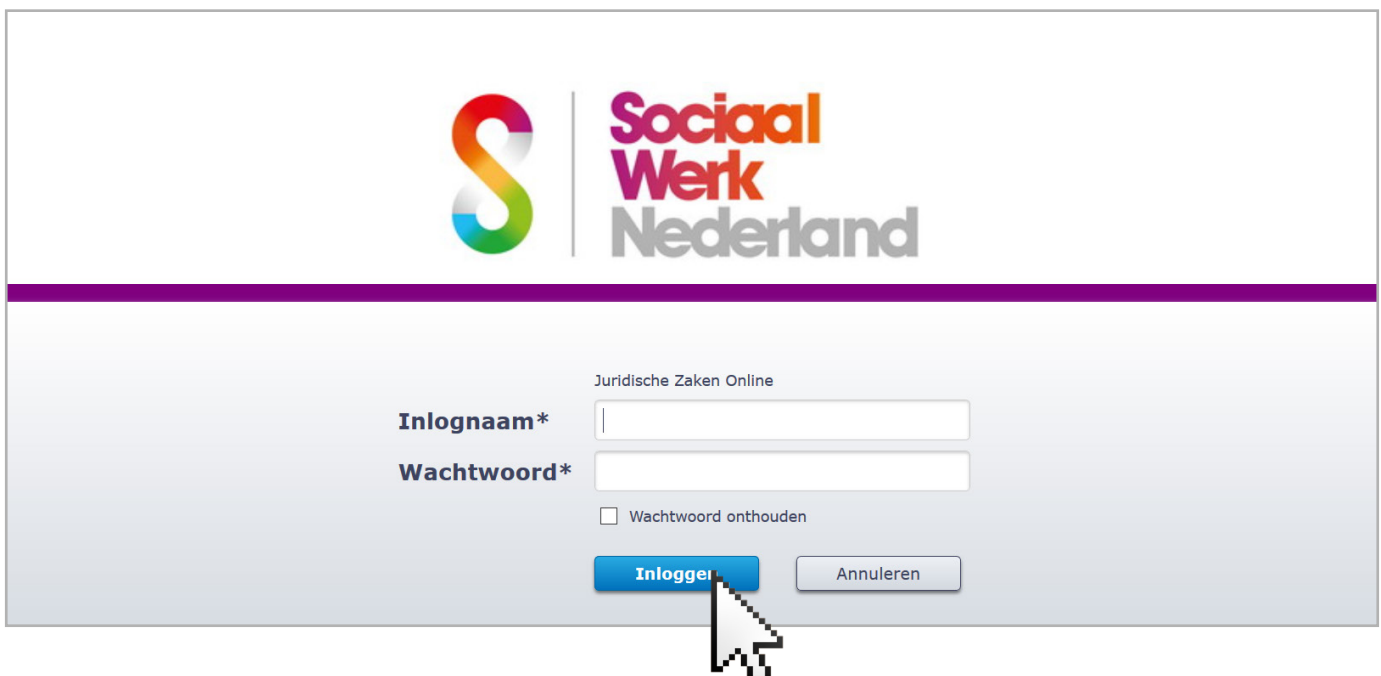 Sociaal
Werk
Nederland
Juridische Zaken Online
Inlognaam*
Wachtwoord*
Wachtwoord onthouden
Inloggen
Annuleren